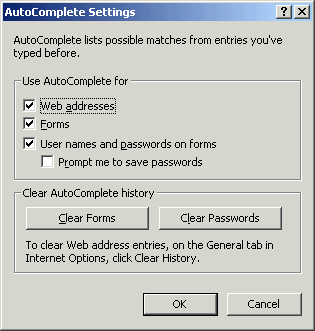 AutoComplete Settings
AutoComplete lists possible matches from entries you've
typed before.
Use AutoComplete for
Web addresses
Forms
User names and passwords on forms
Prompt me to save passwords
Clear AutoComplete history
Clear Forms
Clear Passwords
To clear Web address entries, on the General tab in
Internet Options, click Clear History.
OK
Cancel